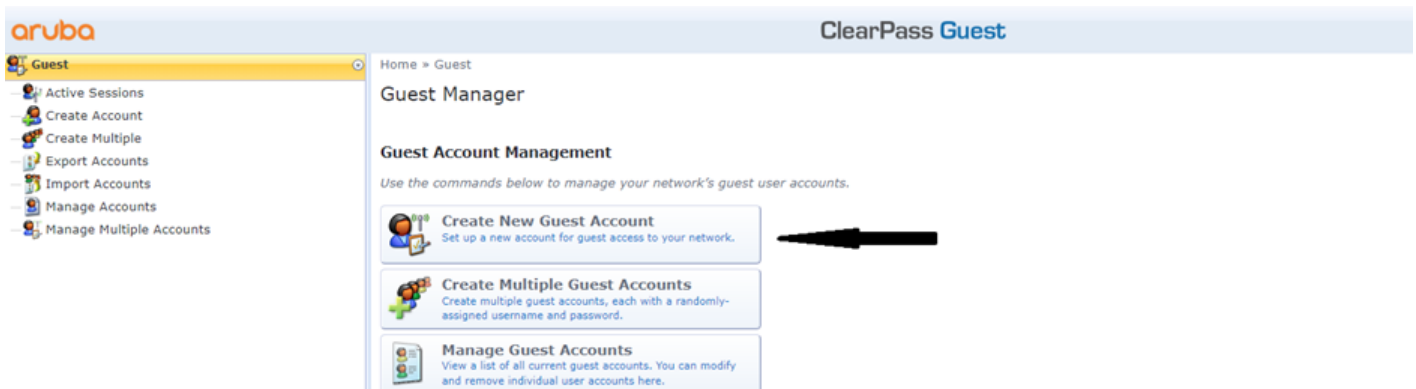 aruba
ClearPass Guest
Guest
Active Sessions
Create Account
Create Multiple
Export Accounts
Import Accounts
Manage Accounts
Manage Multiple Accounts
Home » Guest
Guest Manager
Guest Account Management
Use the commands below to manage your network's guest user accounts.
Create New Guest Account
Set up a new account for guest access to your network.
Create Multiple Guest Accounts
Create multiple guest accounts, each with a randomly-
assigned username and password.
Manage Guest Accounts
View a list of all current guest accounts. You can modify
and remove individual user accounts here.